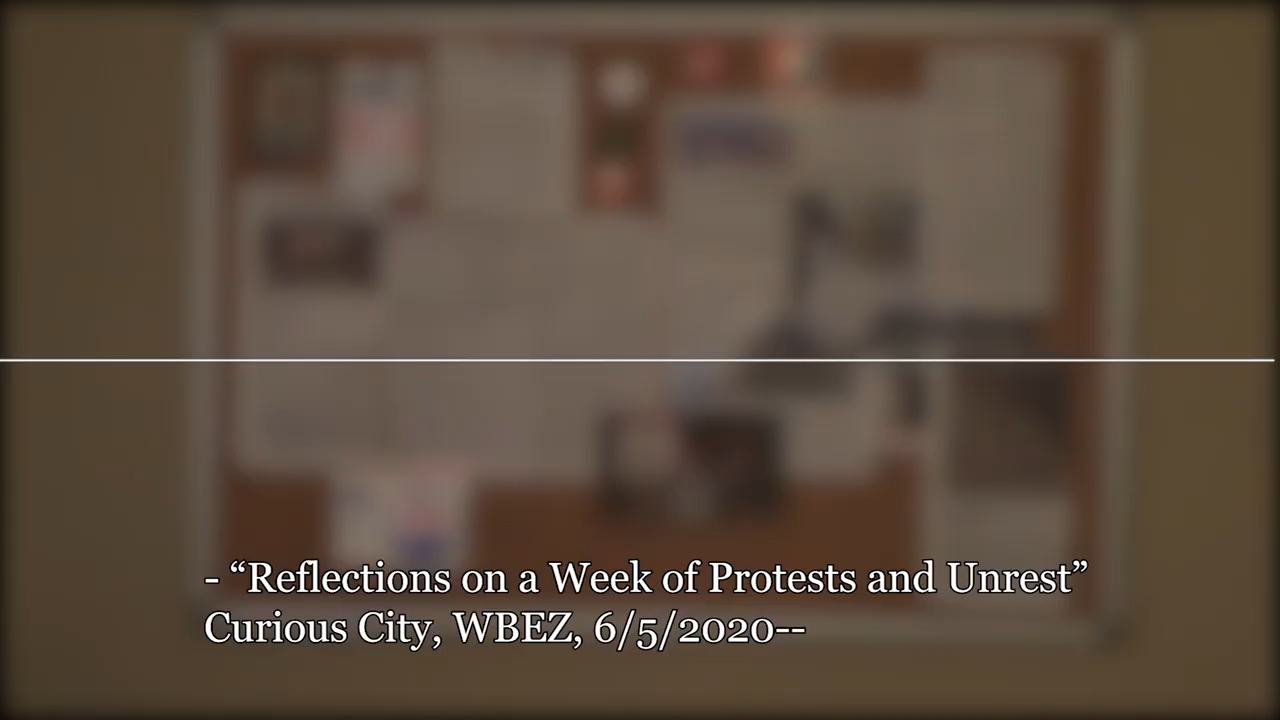 - “Reflections on a Week of Protests and Unrest”
Curious City, WBEZ, 6/5/2020--